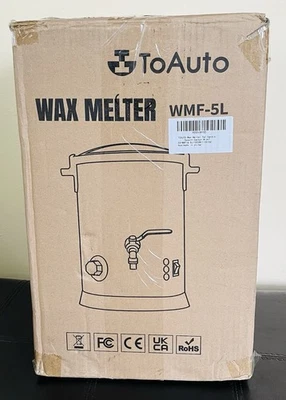 ToAuto
WAX MELTER WMF-5L
FC CE UK
CA RoHS